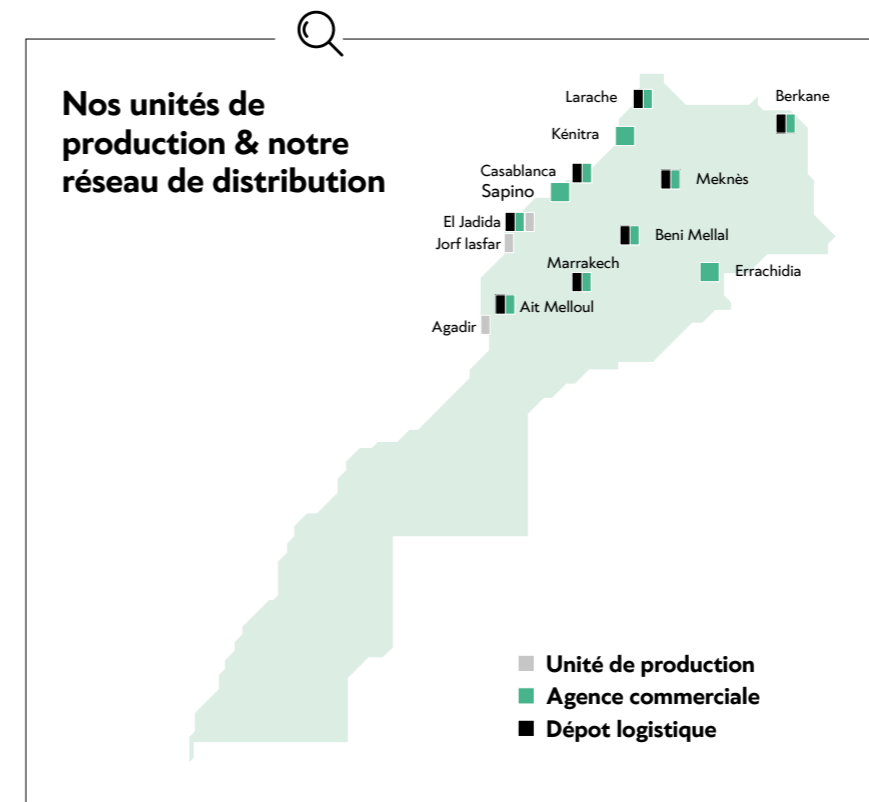 Nos unités de
production & notre
réseau de distribution
Larache
Berkane
Kénitra
Casablanca
Meknès
Sapino
El Jadida
Beni Mellal
Jorf lasfar
Marrakech
Errachidia
Ait Melloul
Agadir
Unité de production
Agence commerciale
Dépot logistique